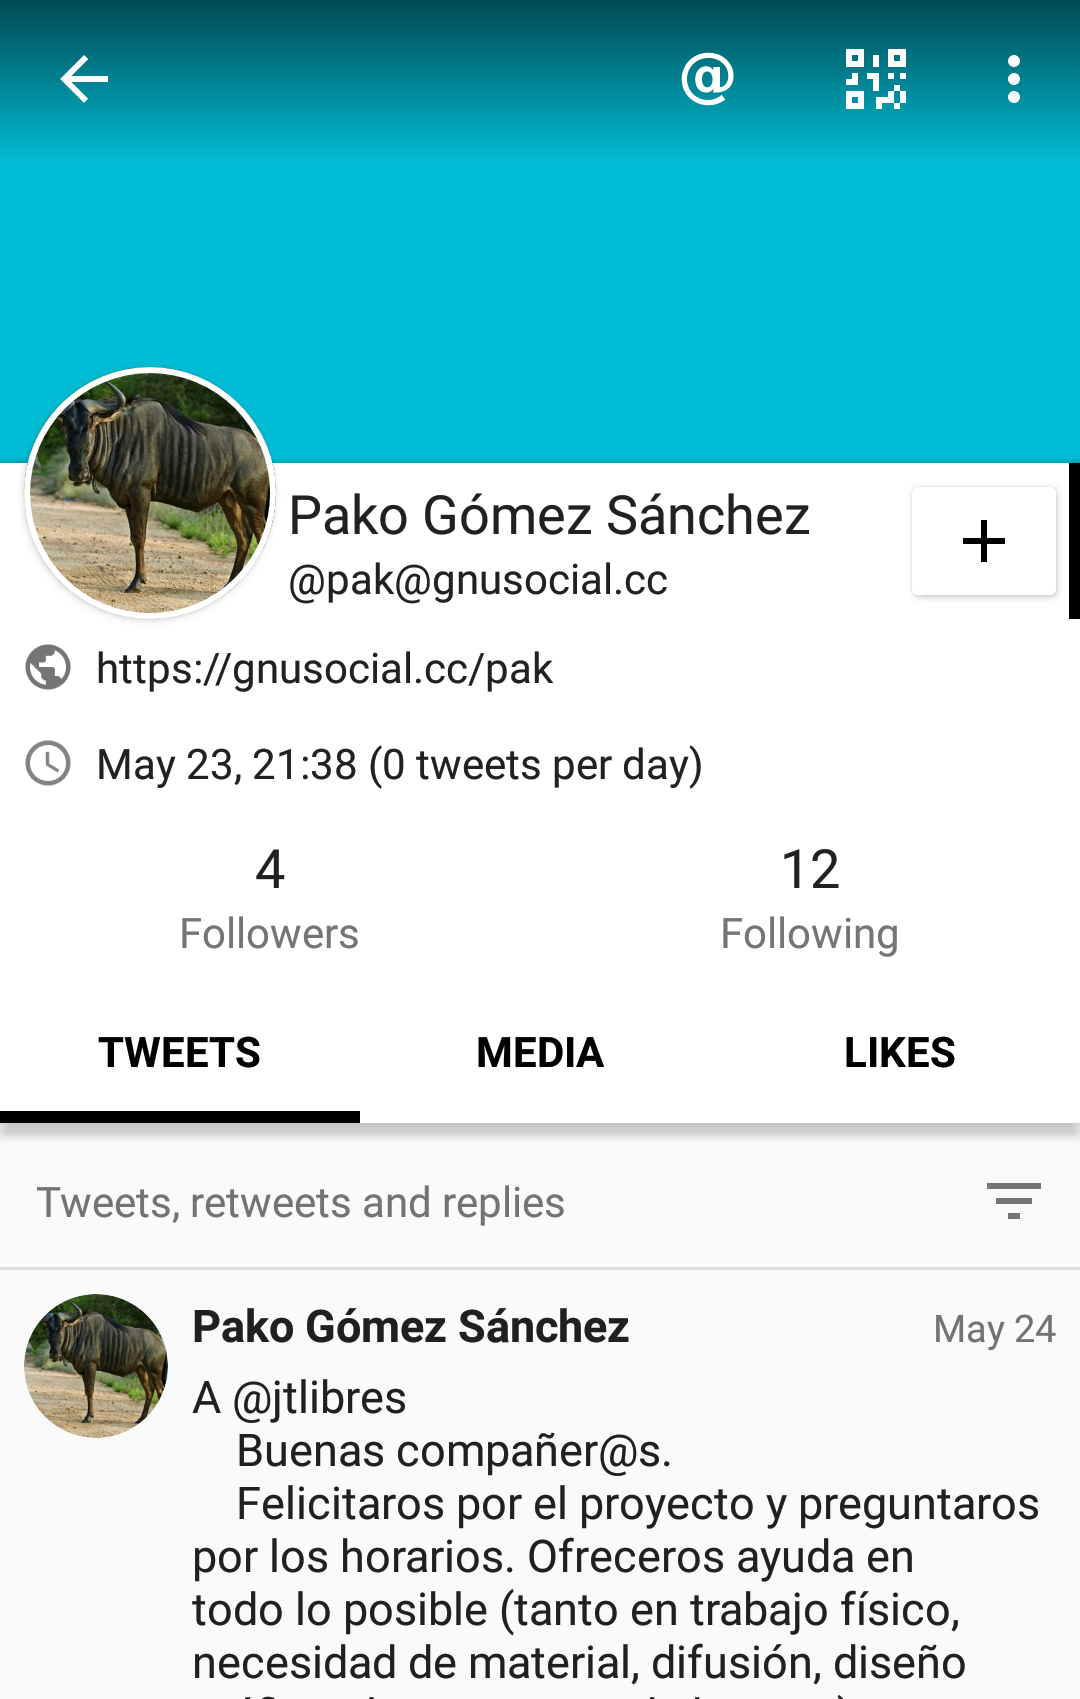 Pako Gómez Sánchez
@pak@gnusocial.cc
https://gnusocial.cc/pak
May 23, 21:38 (0 tweets per day)
4
Followers
12
Following
TWEETS
MEDIA
LIKES
Tweets, retweets and replies
Pako Gómez Sánchez
May 24
A @jtlibres
Buenas compañer@s.
Felicitaros por el proyecto y preguntaros
por los horarios. Ofreceros ayuda en
todo lo posible (tanto en trabajo físico,
necesidad de material, difusión, diseño